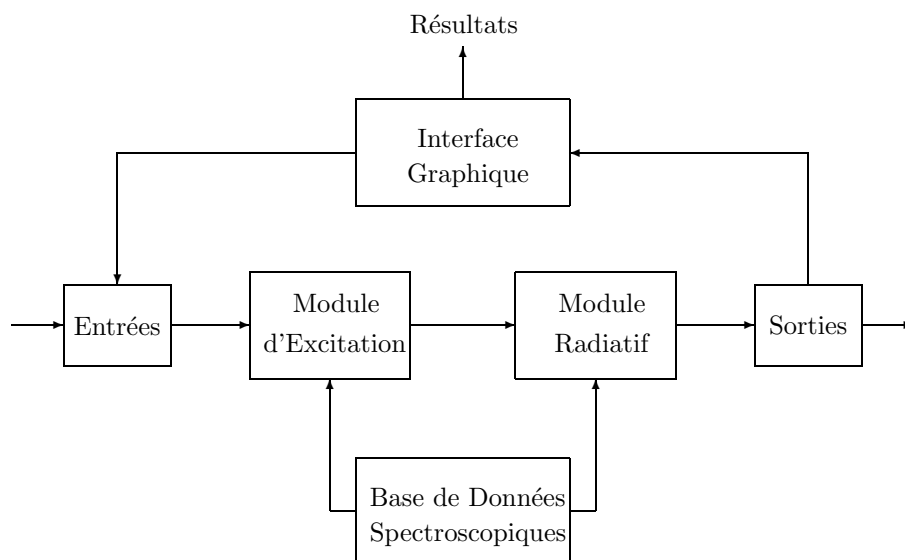 Résultats
Interface
Graphique
Entrées
Module
d'Excitation
Module
Radiatif
Sorties
Base de Données
Spectroscopiques